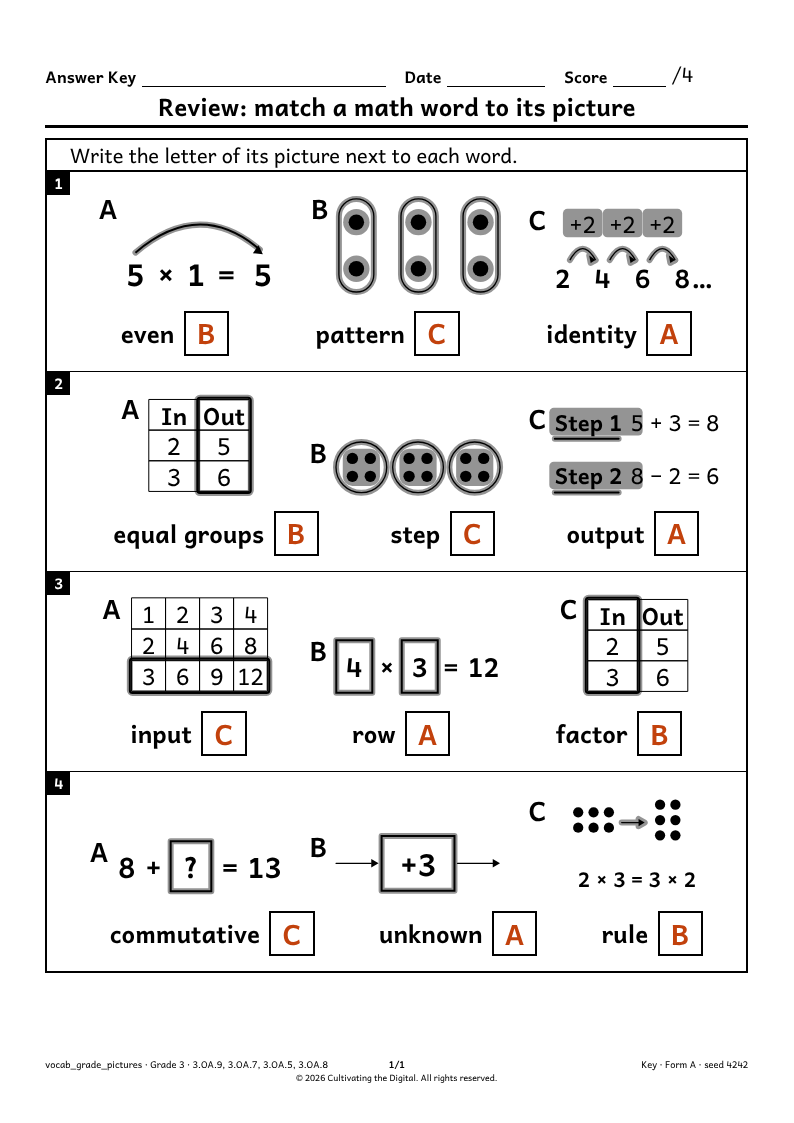 Answer Key Date Score /4
Review: match a math word to its picture
Write the letter of its picture next to each word.
1
A
5 × 1 = 5
B
C
+2 +2 +2
2 4 6 8...
even B
pattern C
identity A
2
A
In Out
2 5
3 6
B
C
Step 1 5 + 3 = 8
Step 2 8 − 2 = 6
equal groups B
step C
output A
3
A
1 2 3 4
2 4 6 8
3 6 9 12
B
4 × 3 = 12
C
In Out
2 5
3 6
input C
row A
factor B
4
A
8 + ? = 13
B
+3
C
2 × 3 = 3 × 2
commutative C
unknown A
rule B
vocab_grade_pictures · Grade 3 · 3.OA.9, 3.OA.7, 3.OA.5, 3.OA.8 1/1 Key · Form A · seed 4242
© 2026 Cultivating the Digital. All rights reserved.